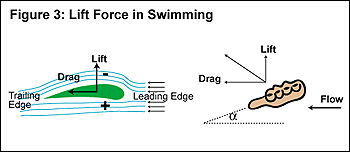 Figure 3: Lift Force in Swimming
Lift
Drag
-
Trailing
Edge
Leading Edge
+
Lift
Drag
α
Flow